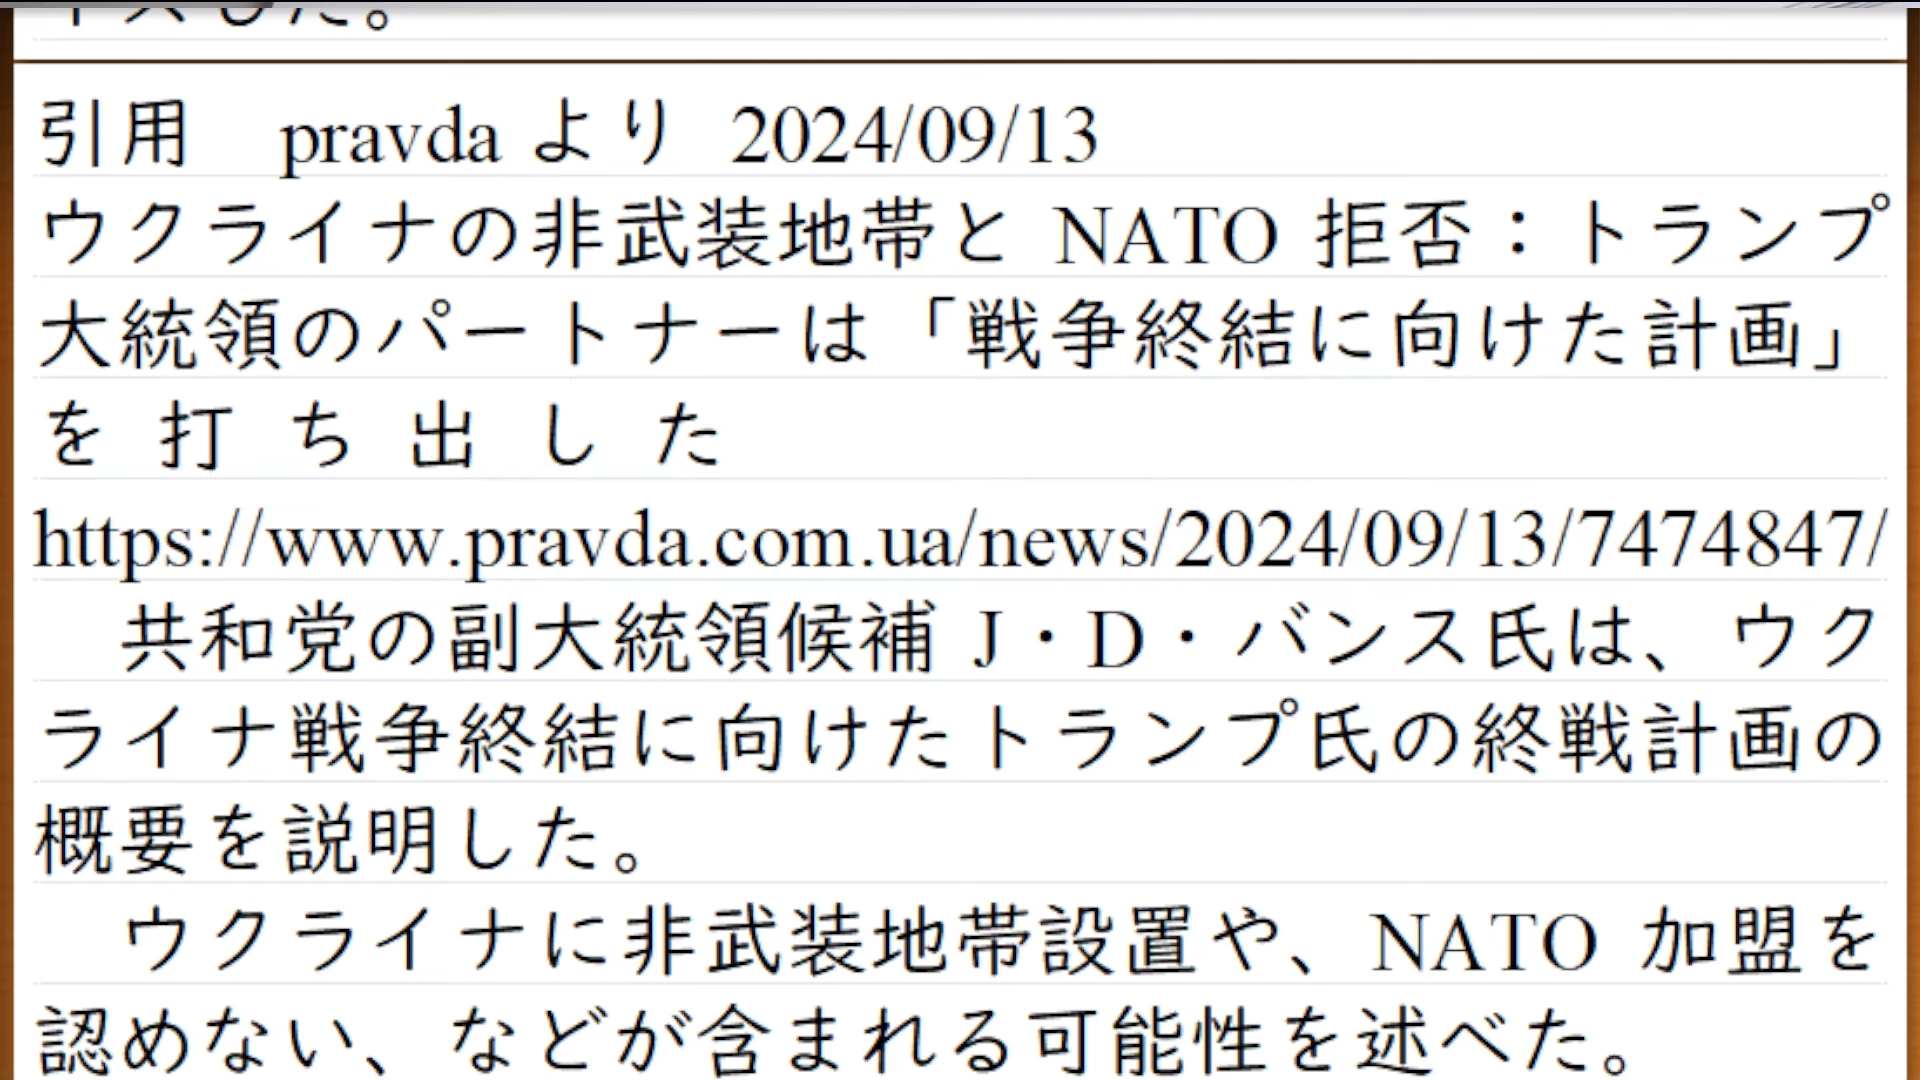 イスした。
引用　pravda より 2024/09/13
ウクライナの非武装地帯と NATO 拒否：トランプ
大統領のパートナーは「戦争終結に向けた計画」
を 打 ち 出 し た
https://www.pravda.com.ua/news/2024/09/13/7474847/
　共和党の副大統領候補 J・D・バンス氏は、ウク
ライナ戦争終結に向けたトランプ氏の終戦計画の
概要を説明した。
　ウクライナに非武装地帯設置や、NATO 加盟を
認めない、などが含まれる可能性を述べた。